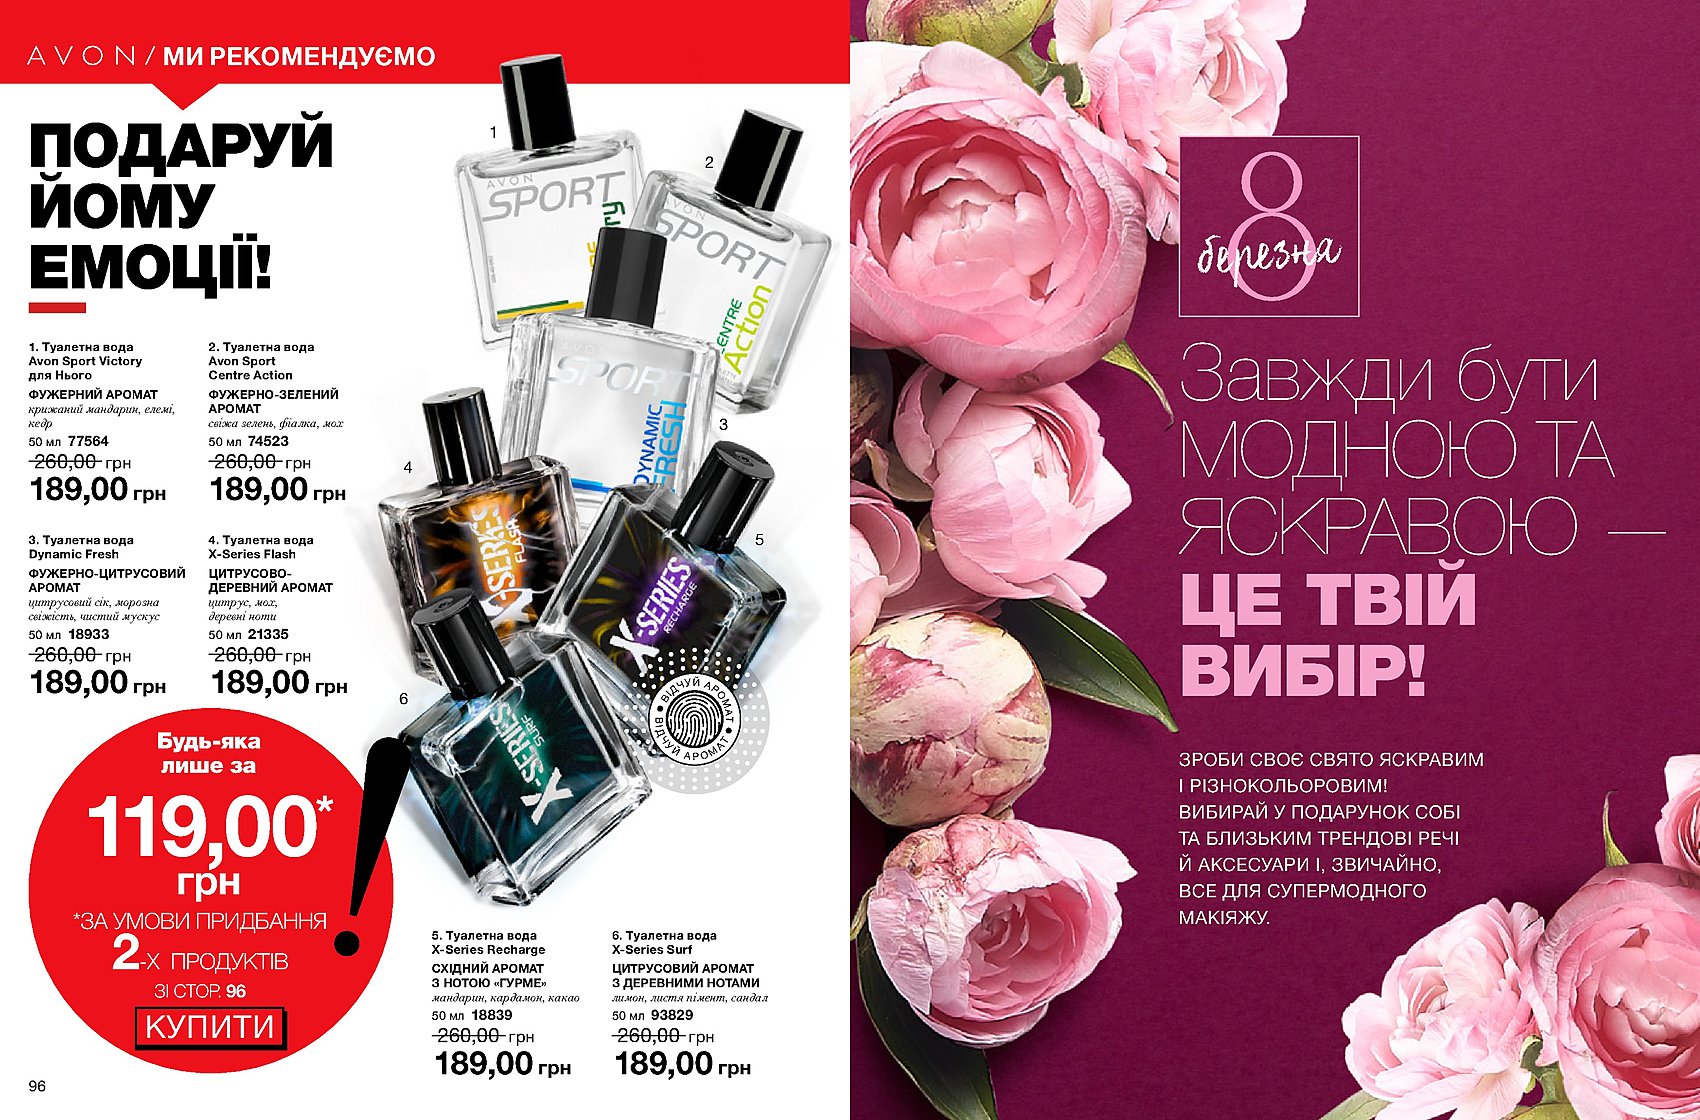 AVON / МИ РЕКОМЕНДУЄМО
ПОДАРУЙ
ЙОМУ
ЕМОЦІЇ!
1. Туалетна вода
Avon Sport Victory
для Нього
ФУЖЕРНИЙ АРОМАТ
крижаний мандарин, елемі,
кедр
50 мл 77564
260,00 грн
189,00 грн
2. Туалетна вода
Avon Sport
Centre Action
ФУЖЕРНО-ЗЕЛЕНИЙ
АРОМАТ
свіжа зелень, фіалка, мох
50 мл 74523
260,00 грн
189,00 грн
3. Туалетна вода
Dynamic Fresh
ФУЖЕРНО-ЦИТРУСОВИЙ
АРОМАТ
цитрусовий сік, морозна
свіжість, чистий мускус
50 мл 18933
260,00 грн
189,00 грн
4. Туалетна вода
X-Series Flash
ЦИТРУСОВО-
ДЕРЕВНИЙ АРОМАТ
цитрус, мох,
деревні ноти
50 мл 21335
260,00 грн
189,00 грн
1
AVON
SPORT
2
AVON
SPORT
CENTRE
Action
3
AVON
SPORT
DYNAMIC
FRESH
4
X-SERIES
FLASH
5
X-SERIES
RECHARGE
6
X-SERIES
SURF
ВІДЧУЙ АРОМАТ
ВІДЧУЙ АРОМАТ
Будь-яка
лише за
119,00*
грн
*ЗА УМОВИ ПРИДБАННЯ
2-Х ПРОДУКТІВ
ЗІ СТОР. 96
КУПИТИ
!
5. Туалетна вода
X-Series Recharge
СХІДНИЙ АРОМАТ
З НОТОЮ «ГУРМЕ»
мандарин, кардамон, какао
50 мл 18839
260,00 грн
189,00 грн
6. Туалетна вода
X-Series Surf
ЦИТРУСОВИЙ АРОМАТ
З ДЕРЕВНИМИ НОТАМИ
лимон, листя пімент, сандал
50 мл 93829
260,00 грн
189,00 грн
96
8
березня
Завжди бути
МОДНОЮ ТА
ЯСКРАВОЮ —
ЦЕ ТВІЙ
ВИБІР!
ЗРОБИ СВОЄ СВЯТО ЯСКРАВИМ
І РІЗНОКОЛЬОРОВИМ!
ВИБИРАЙ У ПОДАРУНОК СОБІ
ТА БЛИЗЬКИМ ТРЕНДОВІ РЕЧІ
Й АКСЕСУАРИ І, ЗВИЧАЙНО,
ВСЕ ДЛЯ СУПЕРМОДНОГО
МАКІЯЖУ.